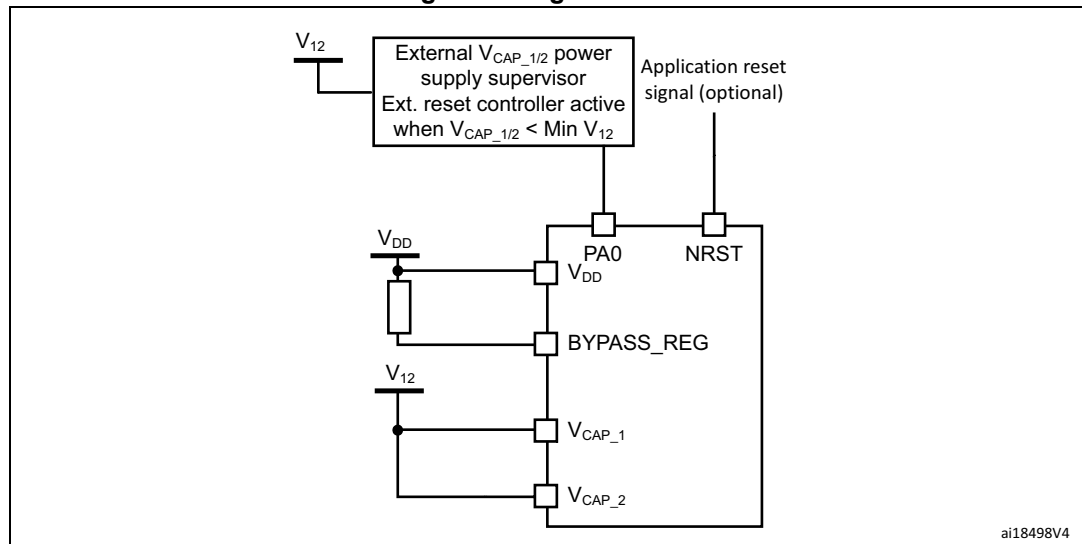 V12
External VCAP_1/2 power
supply supervisor
Ext. reset controller active
when VCAP_1/2 < Min V12
Application reset
signal (optional)
VDD
PA0
NRST
VDD
BYPASS_REG
V12
VCAP_1
VCAP_2
ai18498V4